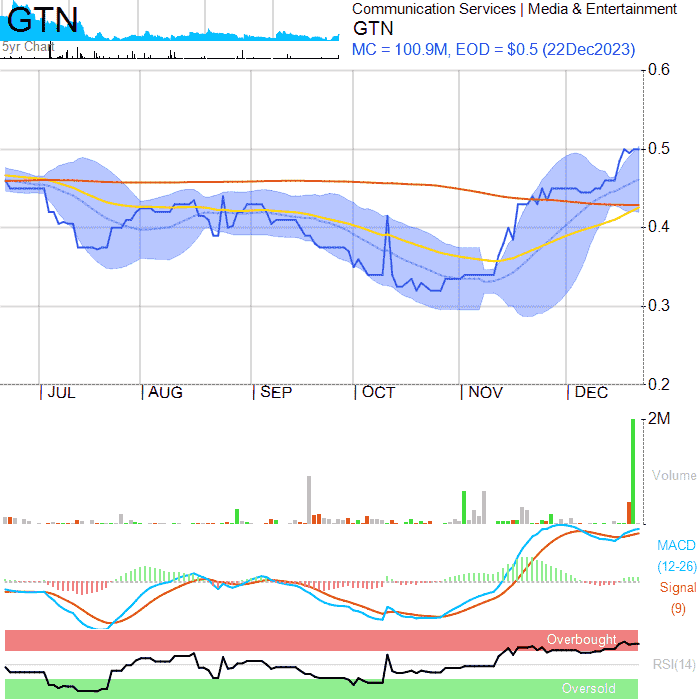 GTN
5yr Chart
Communication Services | Media & Entertainment
GTN
MC = 100.9M, EOD = $0.5 (22Dec2023)
0.6
0.5
0.4
0.3
0.2
JUL AUG SEP OCT NOV DEC
2M
Volume
MACD
(12-26)
Signal
(9)
Overbought
RSI(14)
Oversold